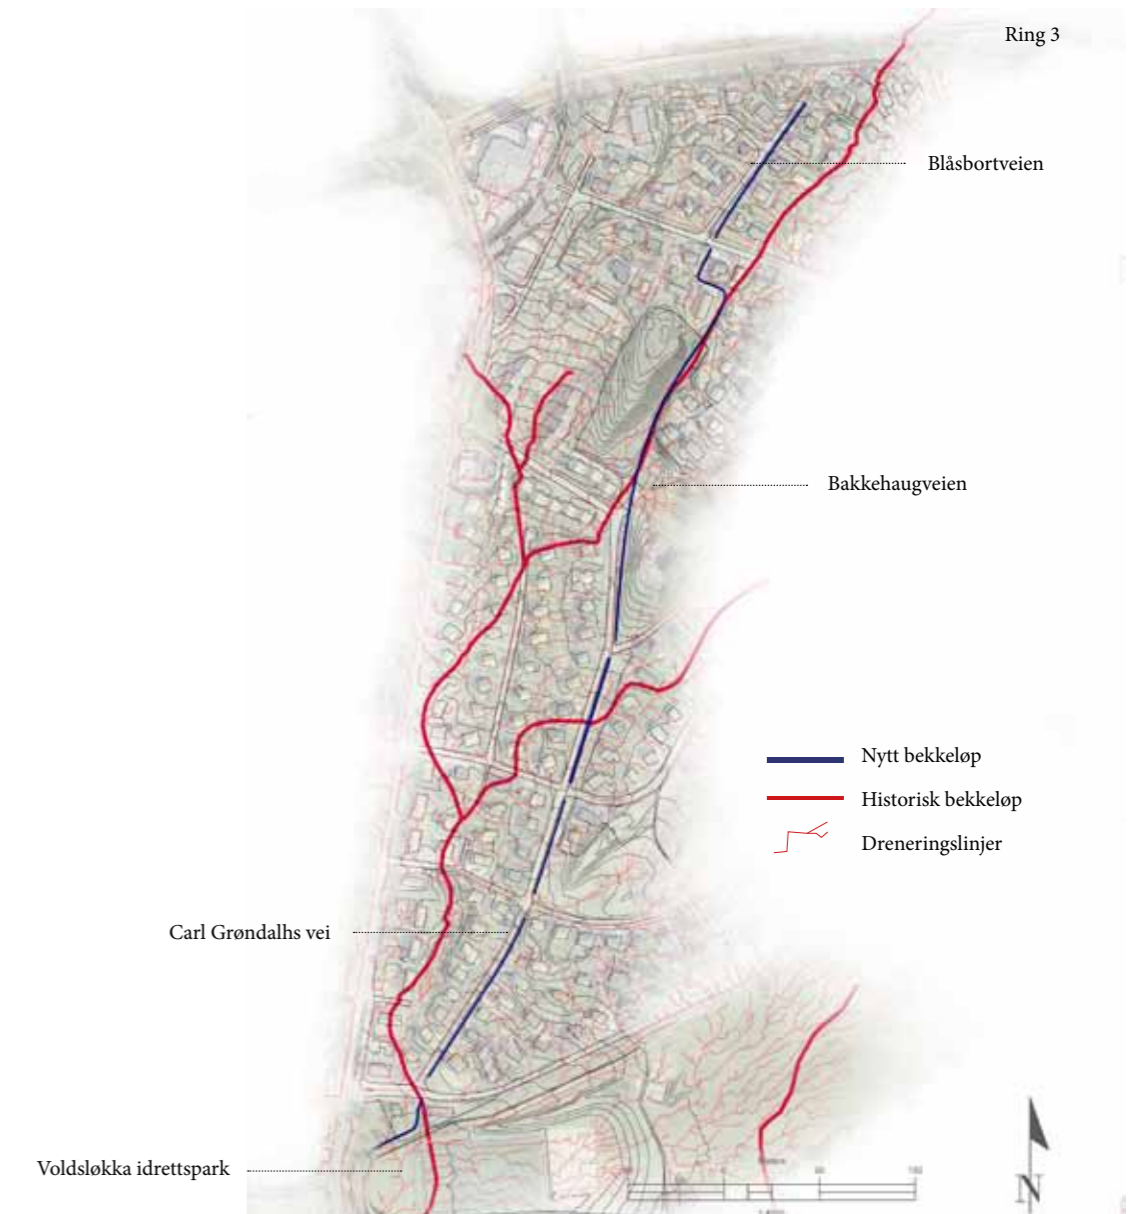 Ring 3
Blåsbortveien
Bakkehaugveien
Nytt bekkeløp
Historisk bekkeløp
Dreneringslinjer
Carl Grøndalhs vei
Voldsløkka idrettspark
N